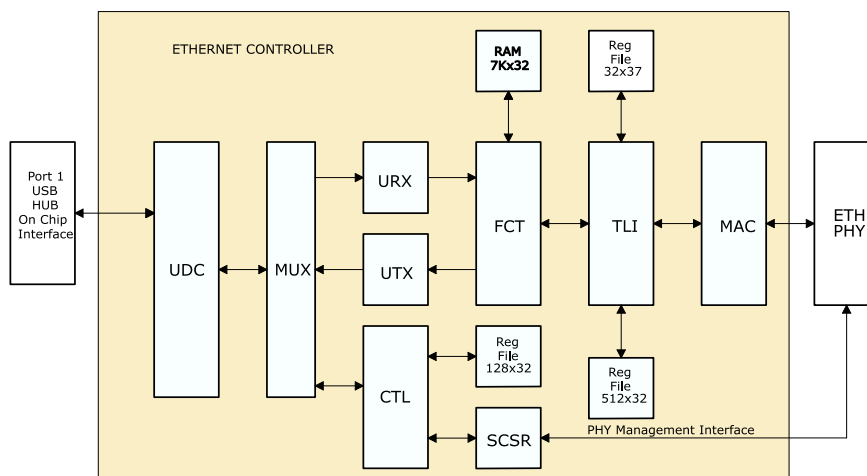 ETHERNET CONTROLLER
RAM
7Kx32
Reg
File
32x37
Port 1
USB
HUB
On Chip
Interface
UDC
MUX
URX
UTX
FCT
TLI
MAC
ETH
PHY
CTL
Reg
File
128x32
Reg
File
512x32
SCSR
PHY Management Interface